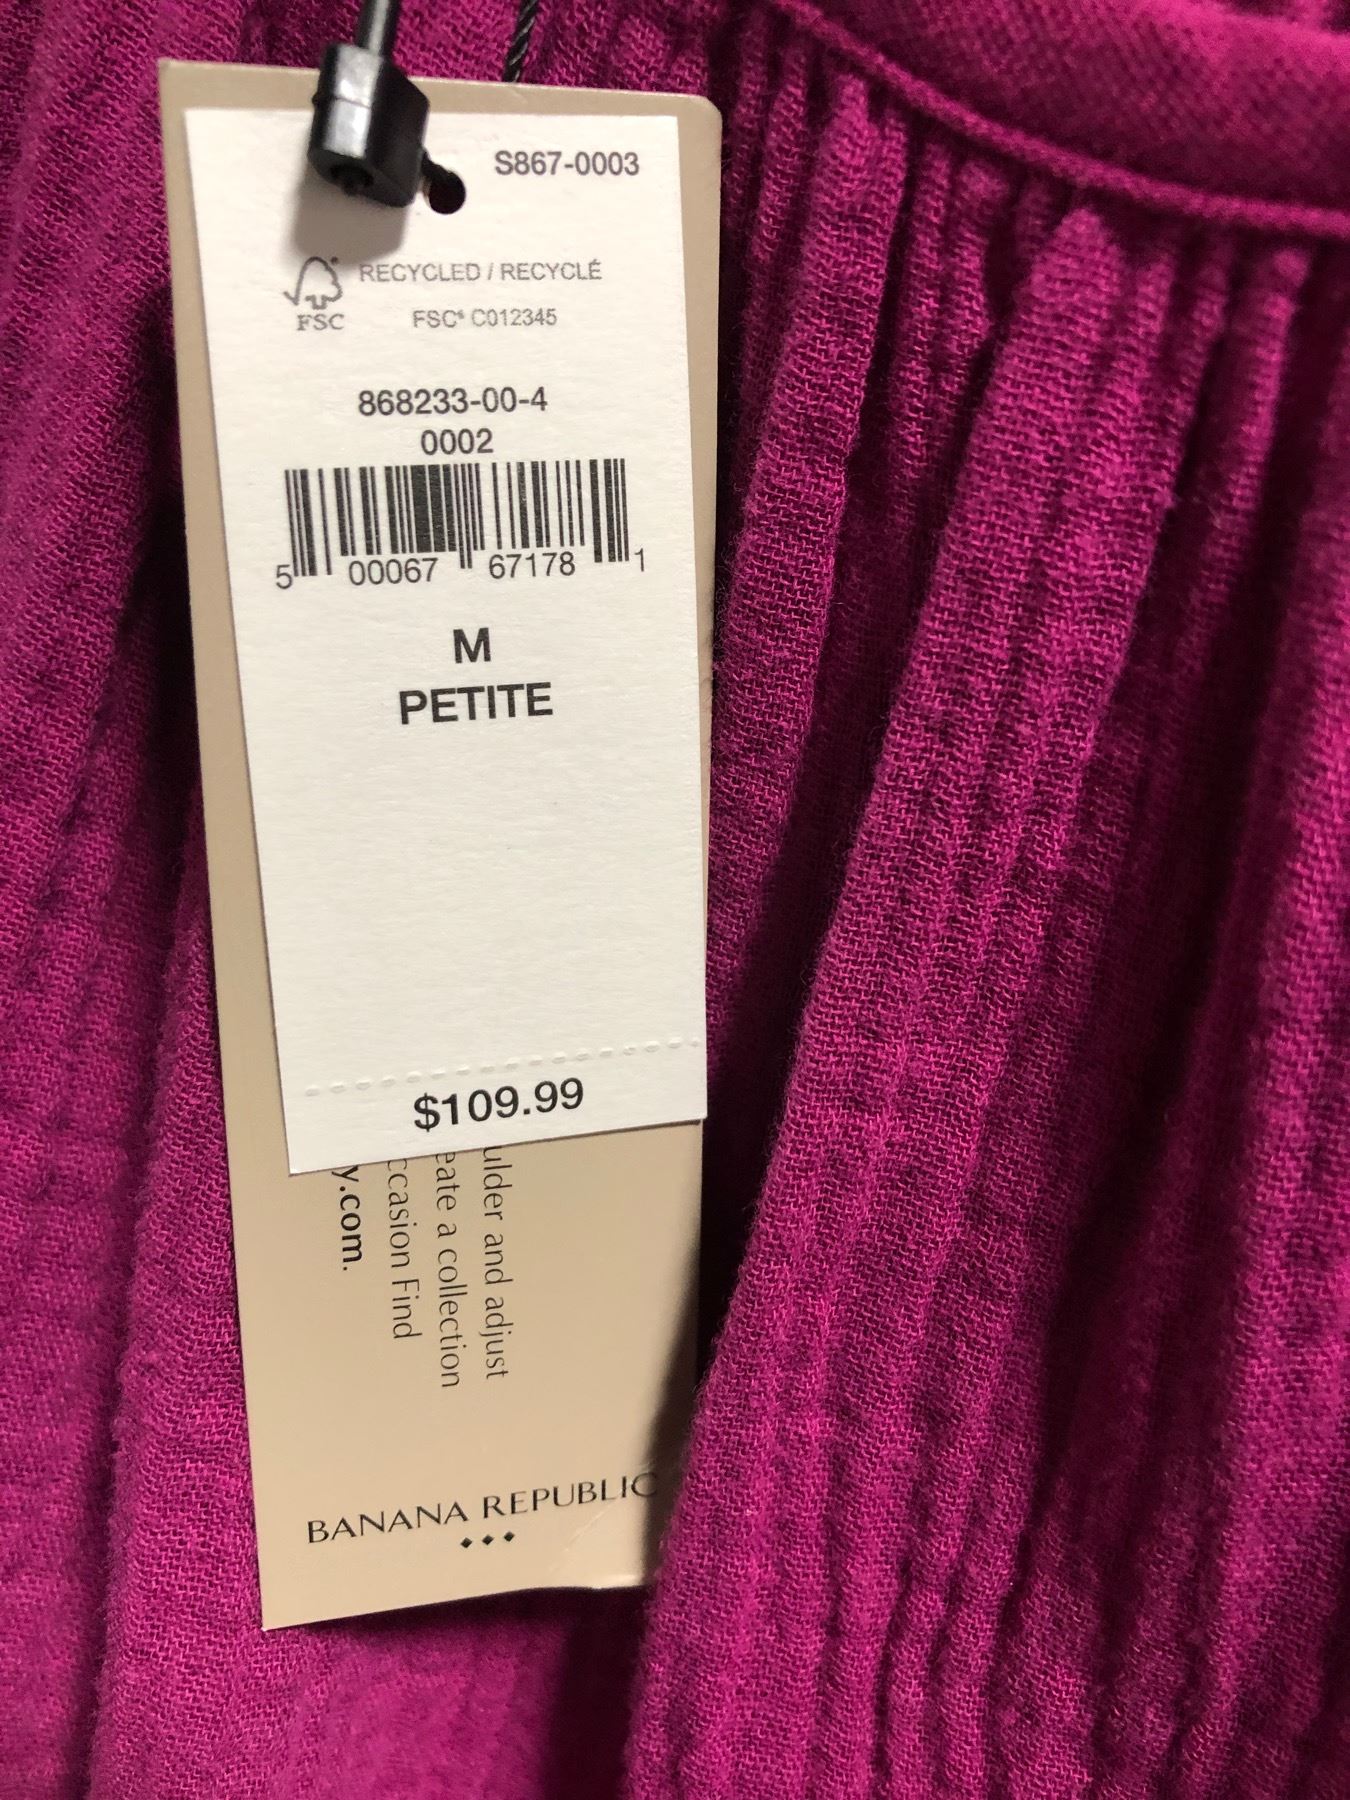 S867-0003
RECYCLED / RECYCLÉ
FSC
FSC® C012345
868233-00-4
0002
5 00067 67178 1
M
PETITE
$109.99
ulder and adjust
eate a collection
ccasion Find
y.com.
BANANA REPUBLIC